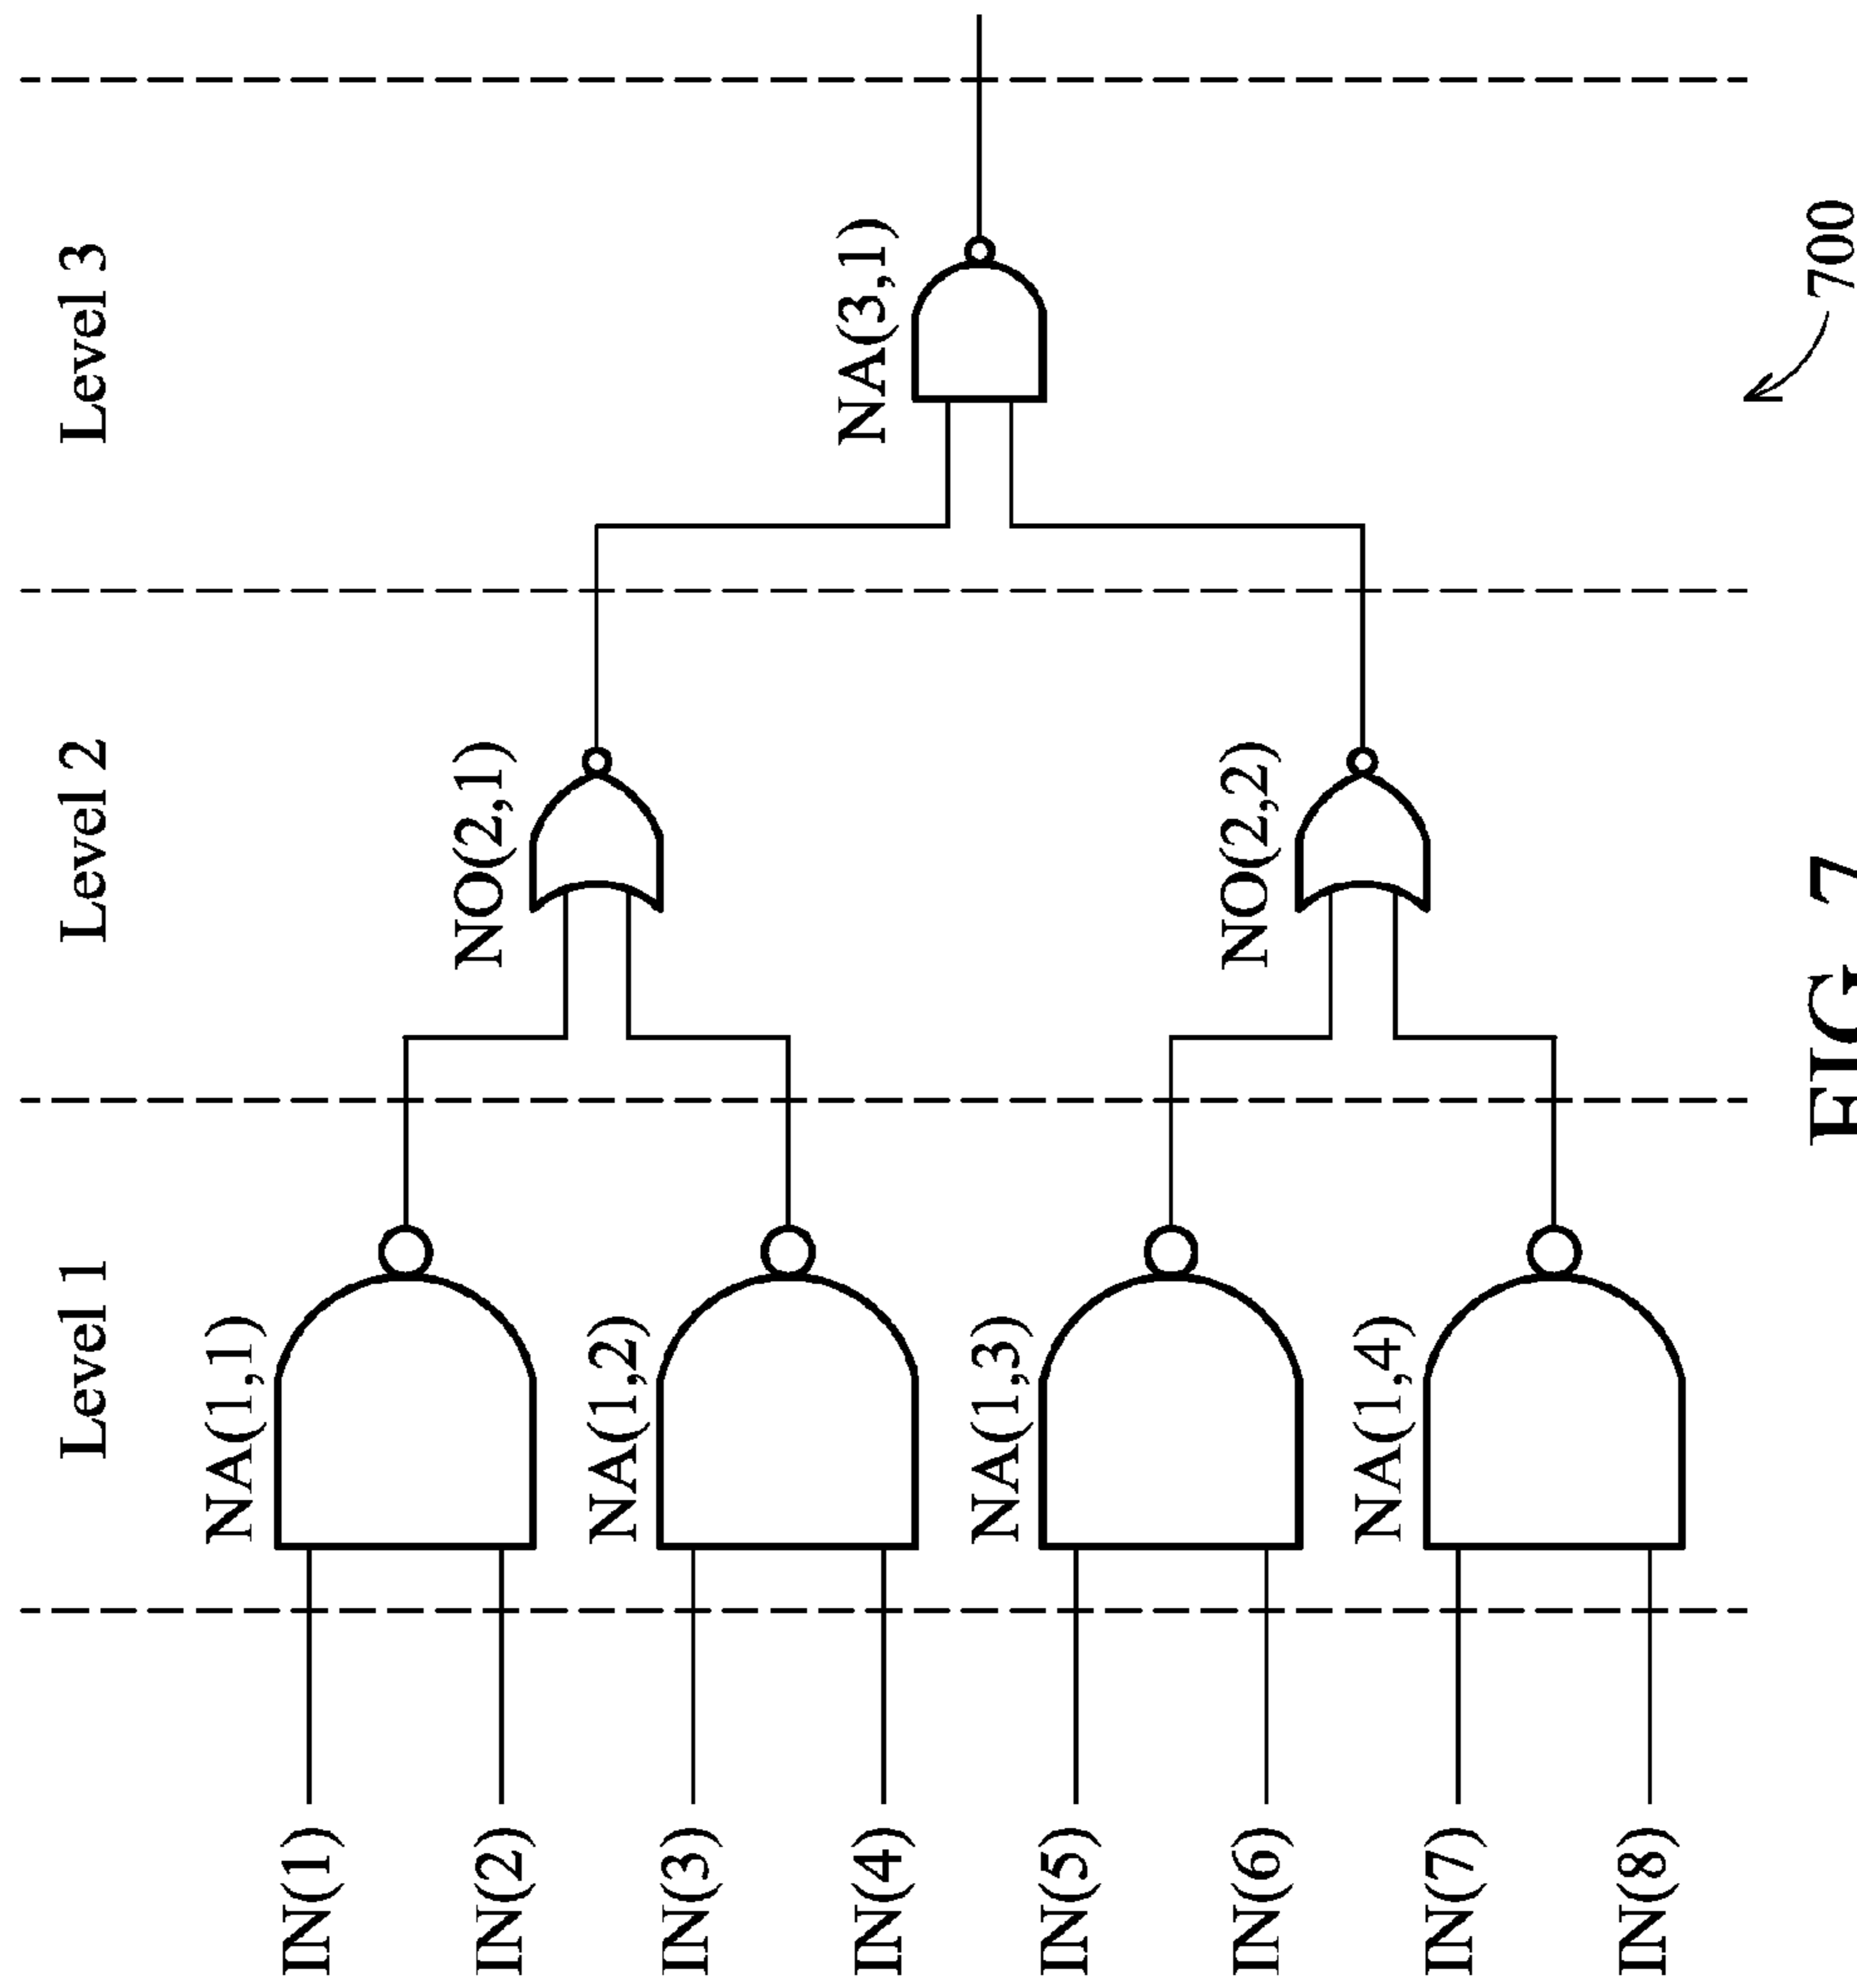 Level 1
Level 2
Level 3
IN(1)
NA(1,1)
IN(2)
NO(2,1)
IN(3)
NA(1,2)
IN(4)
NA(3,1)
IN(5)
NA(1,3)
IN(6)
NO(2,2)
IN(7)
NA(1,4)
IN(8)
700
FIG. 7